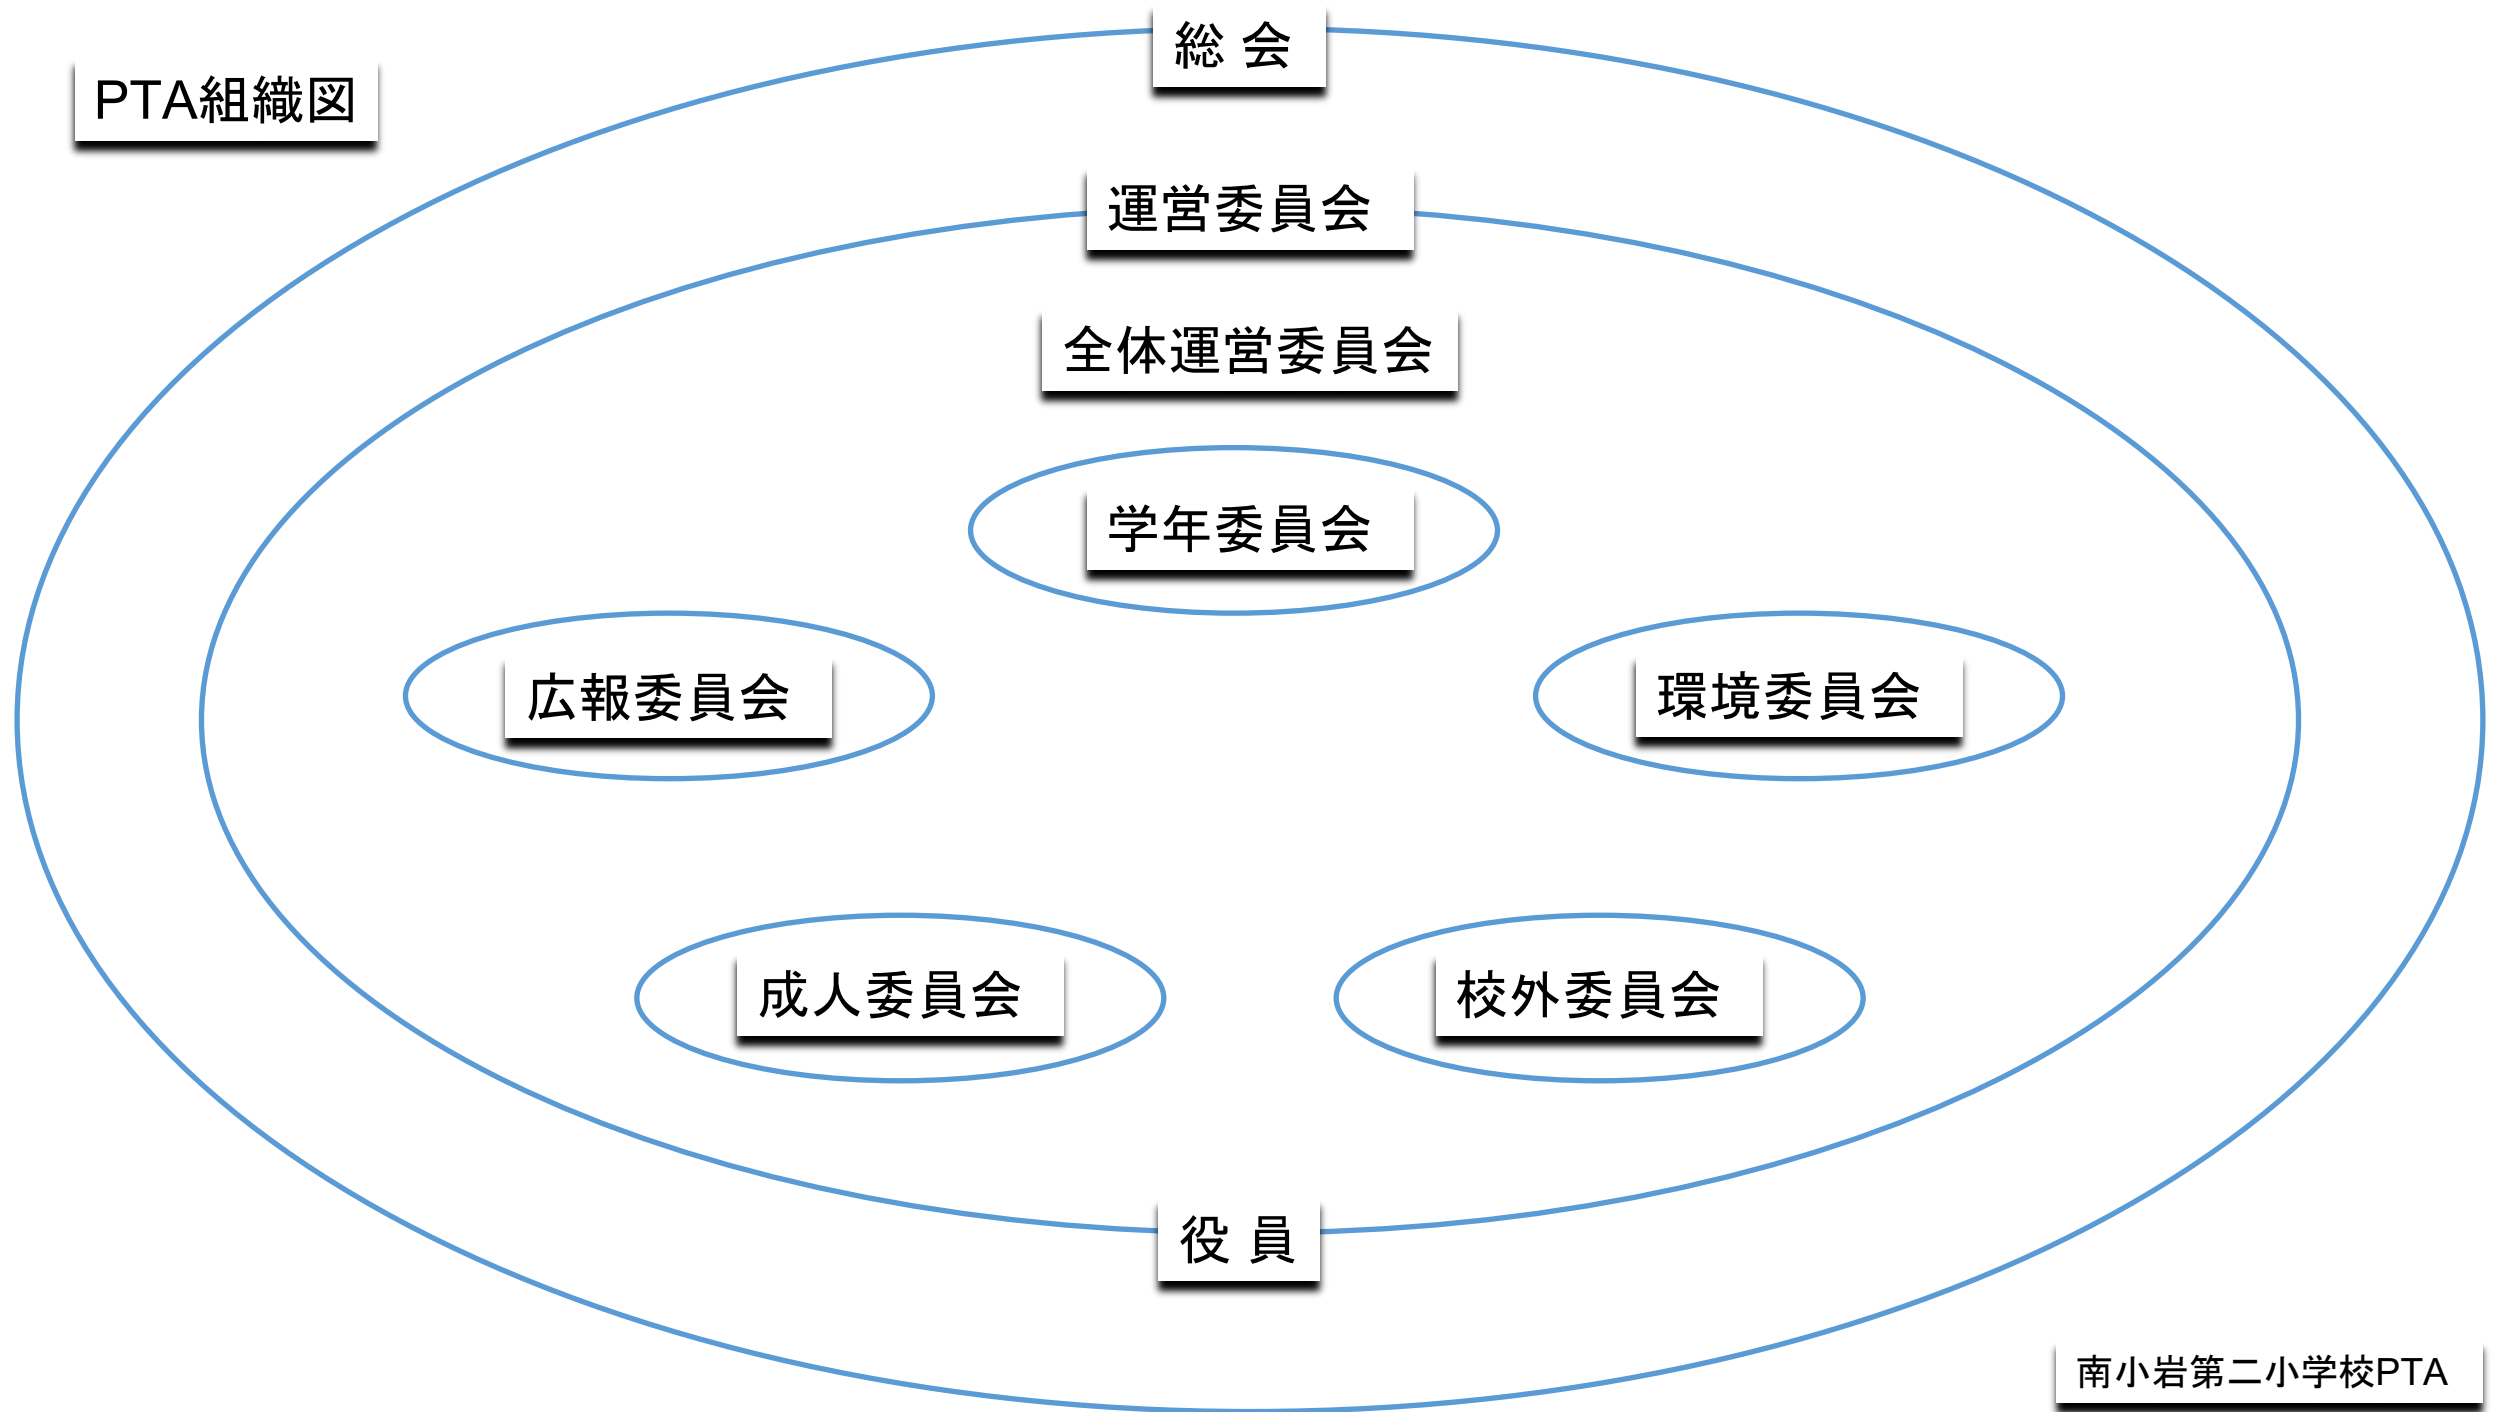 総 会
PTA組織図
運営委員会
全体運営委員会
学年委員会
広報委員会
環境委員会
成人委員会
校外委員会
役 員
南小岩第二小学校PTA